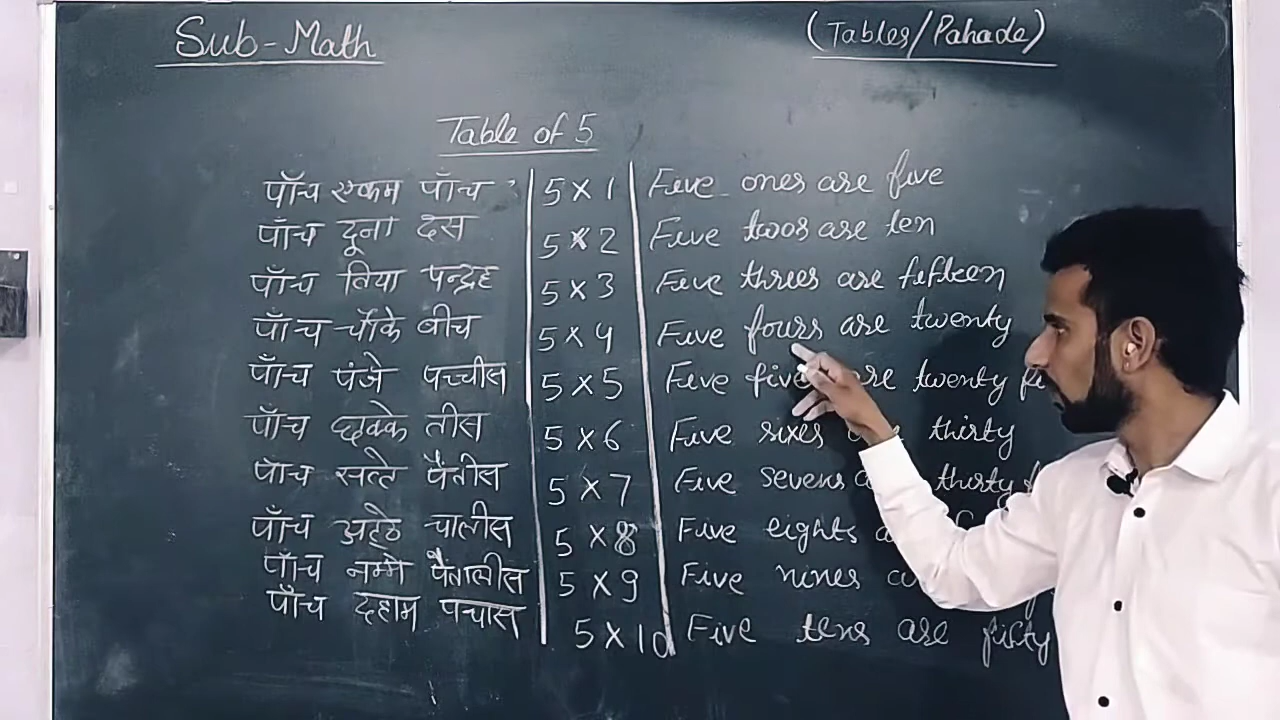 Sub-Math (Tables/Pahade)
Table of 5
पाँच एकम पाँच 5×1 Five ones are five
पाँच दूना दस 5×2 Five twos are ten
पाँच तिया पन्द्रह 5×3 Five threes are fifteen
पाँच चौके बीच 5×4 Five fours are twenty
पाँच पंजे पच्चीस 5×5 Five five are twenty
पाँच छक्के तीस 5×6 Five sixes thirty
पाँच सत्ते पैंतीस 5×7 Five sevens thirty
पाँच अट्ठे चालीस 5×8 Five eights
पाँच नम्मे पैंतालीस 5×9 Five nines
पाँच दहाम पचास 5×10 Five tens are fifty